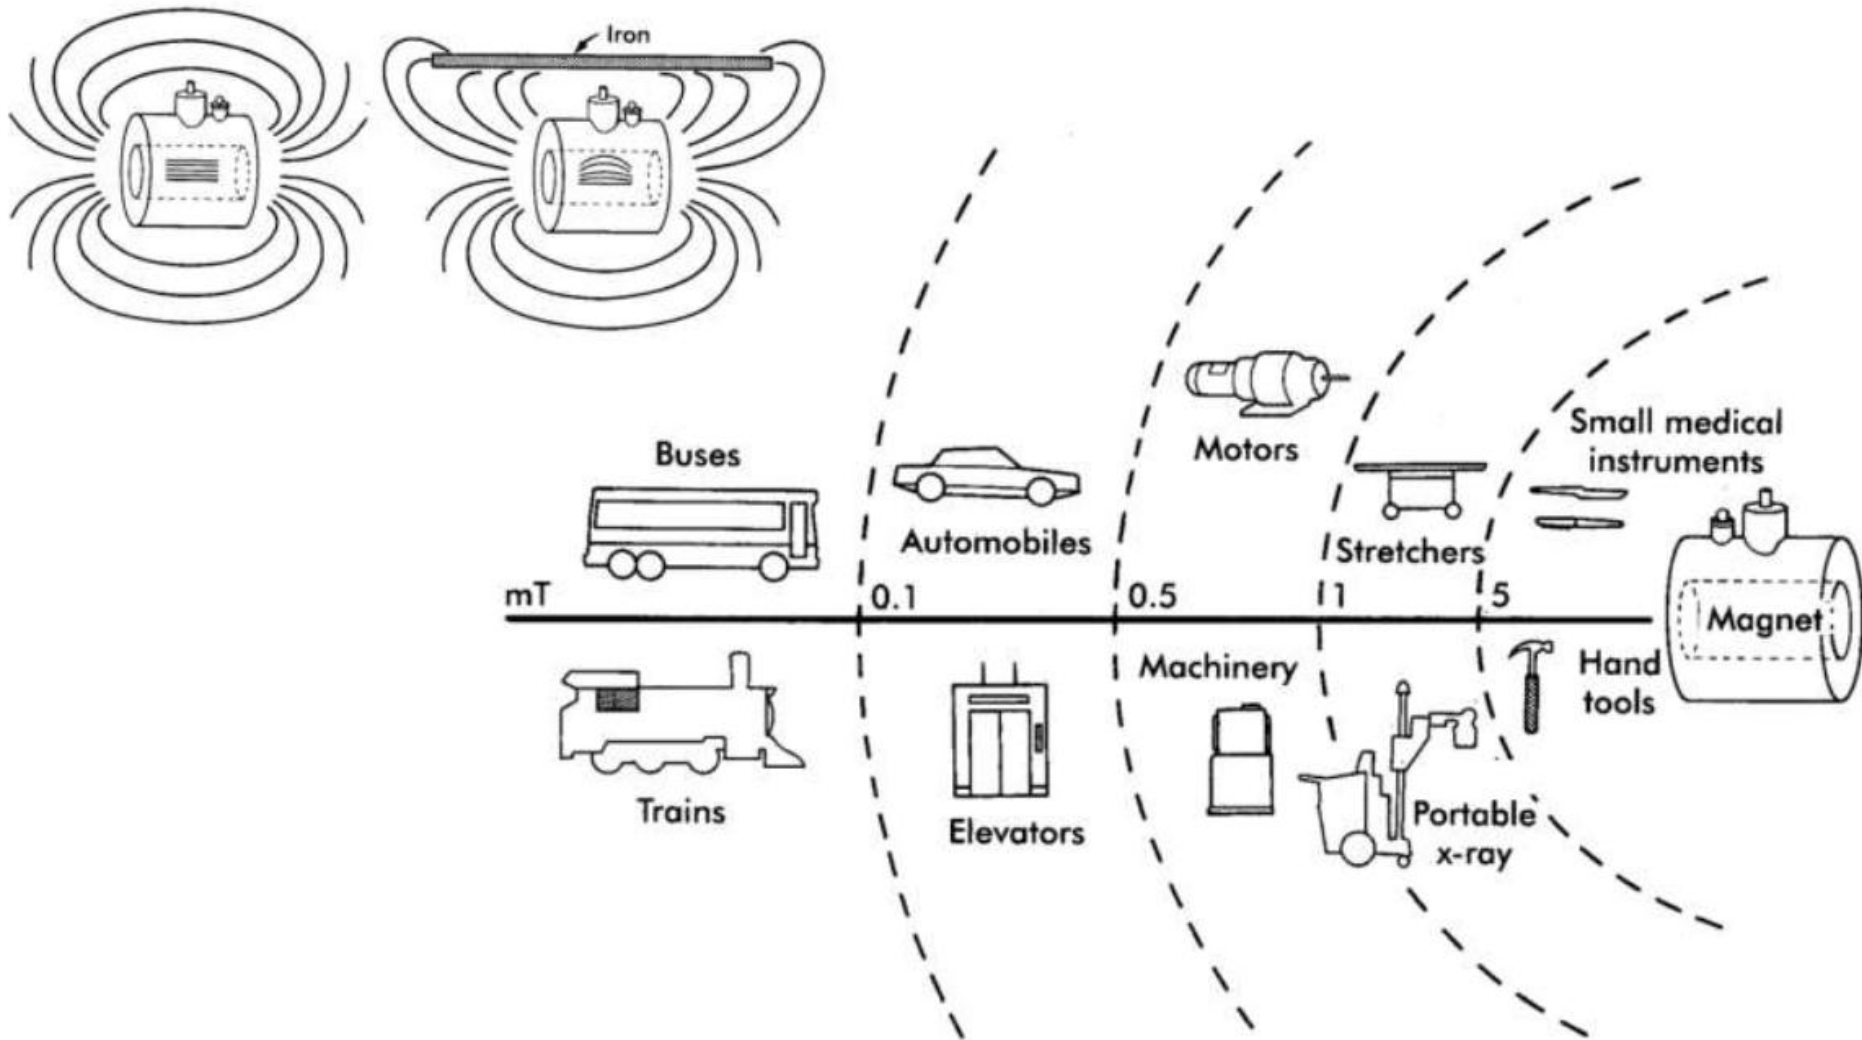 Iron
Small medical
instruments
Motors
Buses
Automobiles
Stretchers
mT
0.1
0.5
1
5
Magnet
Machinery
Hand
tools
Trains
Elevators
Portable
x-ray